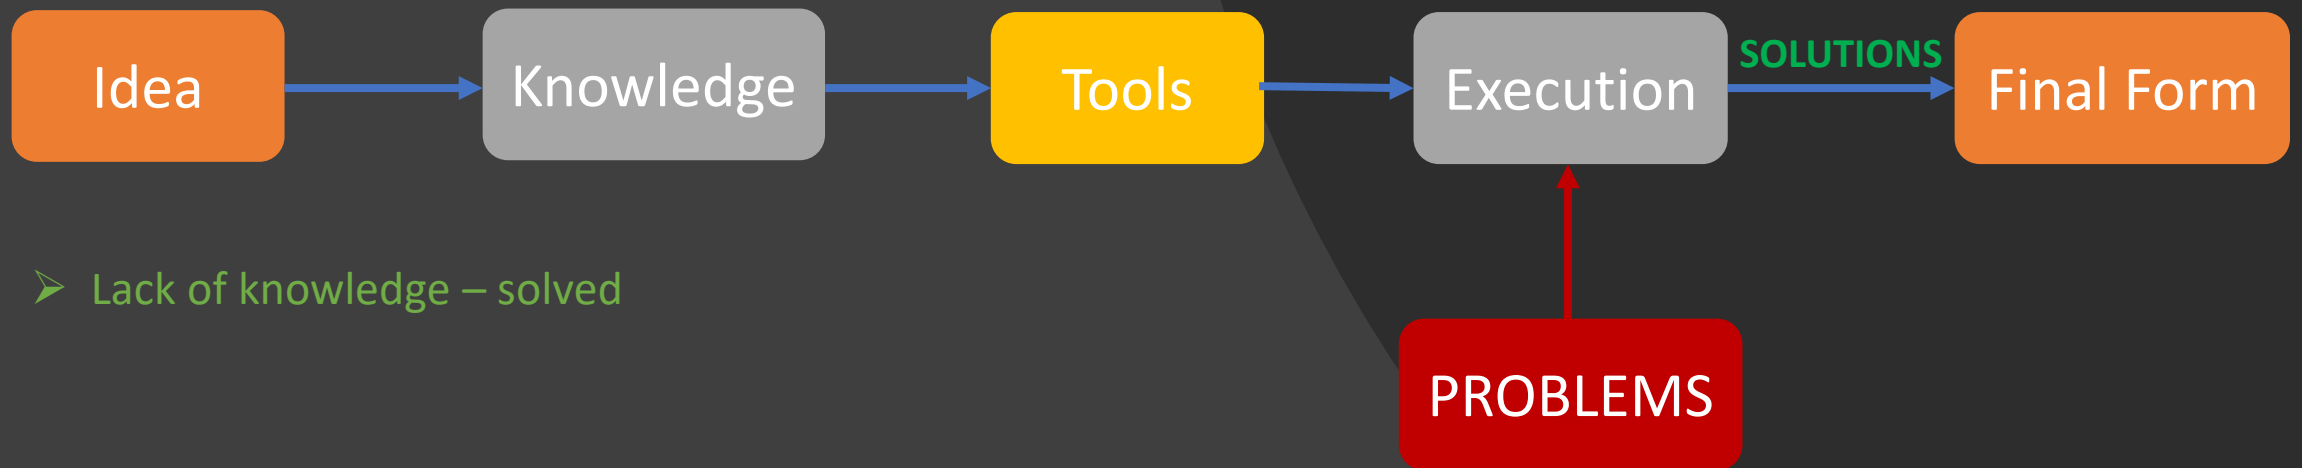 Idea
Knowledge
Tools
Execution
SOLUTIONS
Final Form
Lack of knowledge – solved
PROBLEMS